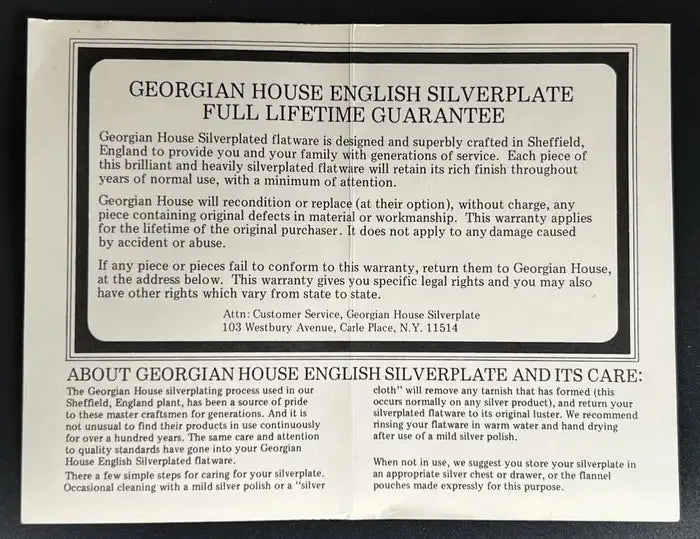 GEORGIAN HOUSE ENGLISH SILVERPLATE
FULL LIFETIME GUARANTEE
Georgian House Silverplated flatware is designed and superbly crafted in Sheffield,
England to provide you and your family with generations of service. Each piece of
this brilliant and heavily silverplated flatware will retain its rich finish throughout
years of normal use, with a minimum of attention.
Georgian House will recondition or replace (at their option), without charge, any
piece containing original defects in material or workmanship. This warranty applies
for the lifetime of the original purchaser. It does not apply to any damage caused
by accident or abuse.
If any piece or pieces fail to conform to this warranty, return them to Georgian House,
at the address below. This warranty gives you specific legal rights and you may also
have other rights which vary from state to state.
Attn: Customer Service, Georgian House Silverplate
103 Westbury Avenue, Carle Place, N.Y. 11514
ABOUT GEORGIAN HOUSE ENGLISH SILVERPLATE AND ITS CARE:
The Georgian House silverplating process used in our
Sheffield, England plant, has been a source of pride
to these master craftsmen for generations. And it is
not unusual to find their products in use continuously
for over a hundred years. The same care and attention
to quality standards have gone into your Georgian
House English Silverplated flatware.
There a few simple steps for caring for your silverplate.
Occasional cleaning with a mild silver polish or a "silver
cloth" will remove any tarnish that has formed (this
occurs normally on any silver product), and return your
silverplated flatware to its original luster. We recommend
rinsing your flatware in warm water and hand drying
after use of a mild silver polish.
When not in use, we suggest you store your silverplate in
an appropriate silver chest or drawer, or the flannel
pouches made expressly for this purpose.